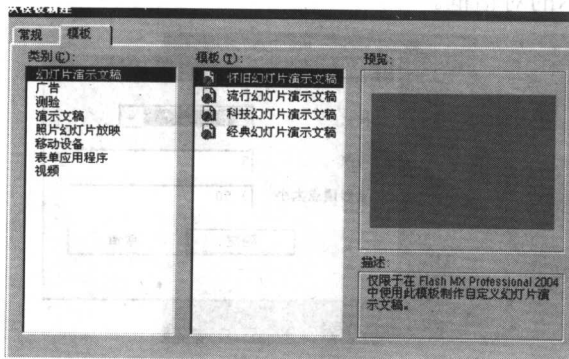 从模板新建
常规 模板
类别(C):
幻灯片演示文稿
广告
测验
演示文稿
照片幻灯片放映
移动设备
表单应用程序
视频
模板(T):
怀旧幻灯片演示文稿
流行幻灯片演示文稿
科技幻灯片演示文稿
经典幻灯片演示文稿
预览:
描述:
仅限于在 Flash MX Professional 2004
中使用此模板制作自定义幻灯片演
示文稿。